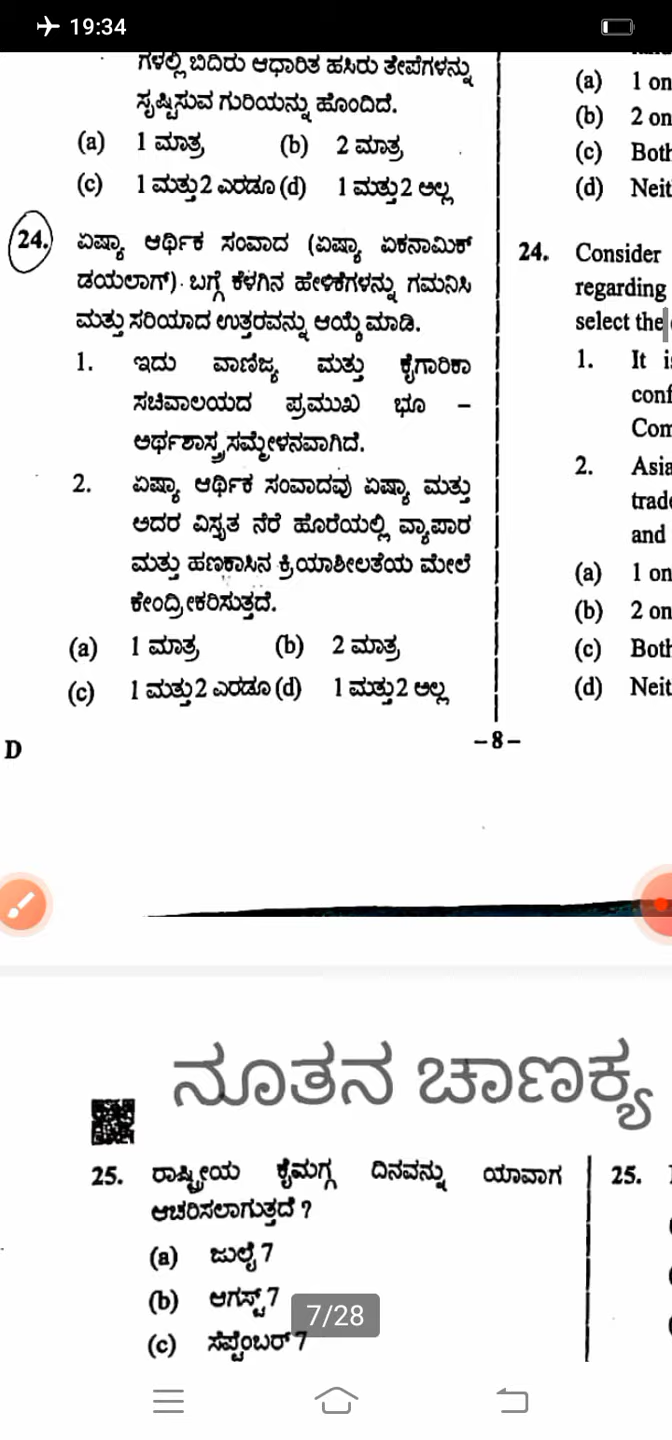 19:34
ಗಳಲ್ಲಿ ಬಿದಿರು ಆಧಾರಿತ ಹಸಿರು ತೇಪೆಗಳನ್ನು
ಸೃಷ್ಟಿಸುವ ಗುರಿಯನ್ನು ಹೊಂದಿದೆ.
(a) 1 ಮಾತ್ರ (b) 2 ಮಾತ್ರ
(c) 1 ಮತ್ತು 2 ಎರಡೂ (d) 1 ಮತ್ತು 2 ಅಲ್ಲ
24. ಏಷ್ಯಾ ಆರ್ಥಿಕ ಸಂವಾದ (ಏಷ್ಯಾ ಏಕನಾಮಿಕ್
ಡಯಲಾಗ್) ಬಗ್ಗೆ ಕೆಳಗಿನ ಹೇಳಿಕೆಗಳನ್ನು ಗಮನಿಸಿ
ಮತ್ತು ಸರಿಯಾದ ಉತ್ತರವನ್ನು ಆಯ್ಕೆ ಮಾಡಿ.
1. ಇದು ವಾಣಿಜ್ಯ ಮತ್ತು ಕೈಗಾರಿಕಾ
ಸಚಿವಾಲಯದ ಪ್ರಮುಖ ಭೂ –
ಅರ್ಥಶಾಸ್ತ್ರ ಸಮ್ಮೇಳನವಾಗಿದೆ.
2. ಏಷ್ಯಾ ಆರ್ಥಿಕ ಸಂವಾದವು ಏಷ್ಯಾ ಮತ್ತು
ಅದರ ವಿಸ್ತೃತ ನೆರೆ ಹೊರೆಯಲ್ಲಿ ವ್ಯಾಪಾರ
ಮತ್ತು ಹಣಕಾಸಿನ ಕ್ರಿಯಾಶೀಲತೆಯ ಮೇಲೆ
ಕೇಂದ್ರೀಕರಿಸುತ್ತದೆ.
(a) 1 ಮಾತ್ರ (b) 2 ಮಾತ್ರ
(c) 1 ಮತ್ತು 2 ಎರಡೂ (d) 1 ಮತ್ತು 2 ಅಲ್ಲ
D
(a) 1 on
(b) 2 on
(c) Both
(d) Neit
24. Consider
regarding
select the
1. It i
conf
Com
2. Asia
trade
and
(a) 1 on
(b) 2 on
(c) Both
(d) Neit
–8–
ನೂತನ ಚಾಣಕ್ಯ
25. ರಾಷ್ಟ್ರೀಯ ಕೈಮಗ್ಗ ದಿನವನ್ನು ಯಾವಾಗ
ಆಚರಿಸಲಾಗುತ್ತದೆ ?
(a) ಜುಲೈ 7
(b) ಆಗಸ್ಟ್ 7
(c) ಸೆಪ್ಟೆಂಬರ್ 7
25.
7/28